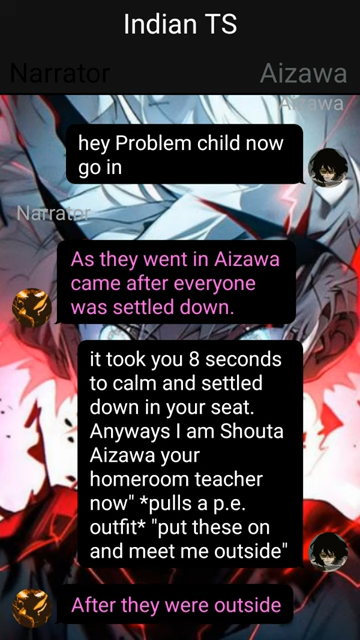 Indian TS
Narrator
Aizawa
Aizawa
hey Problem child now
go in
Narrator
As they went in Aizawa
came after everyone
was settled down.
it took you 8 seconds
to calm and settled
down in your seat.
Anyways I am Shouta
Aizawa your
homeroom teacher
now" *pulls a p.e.
outfit* "put these on
and meet me outside"
After they were outside